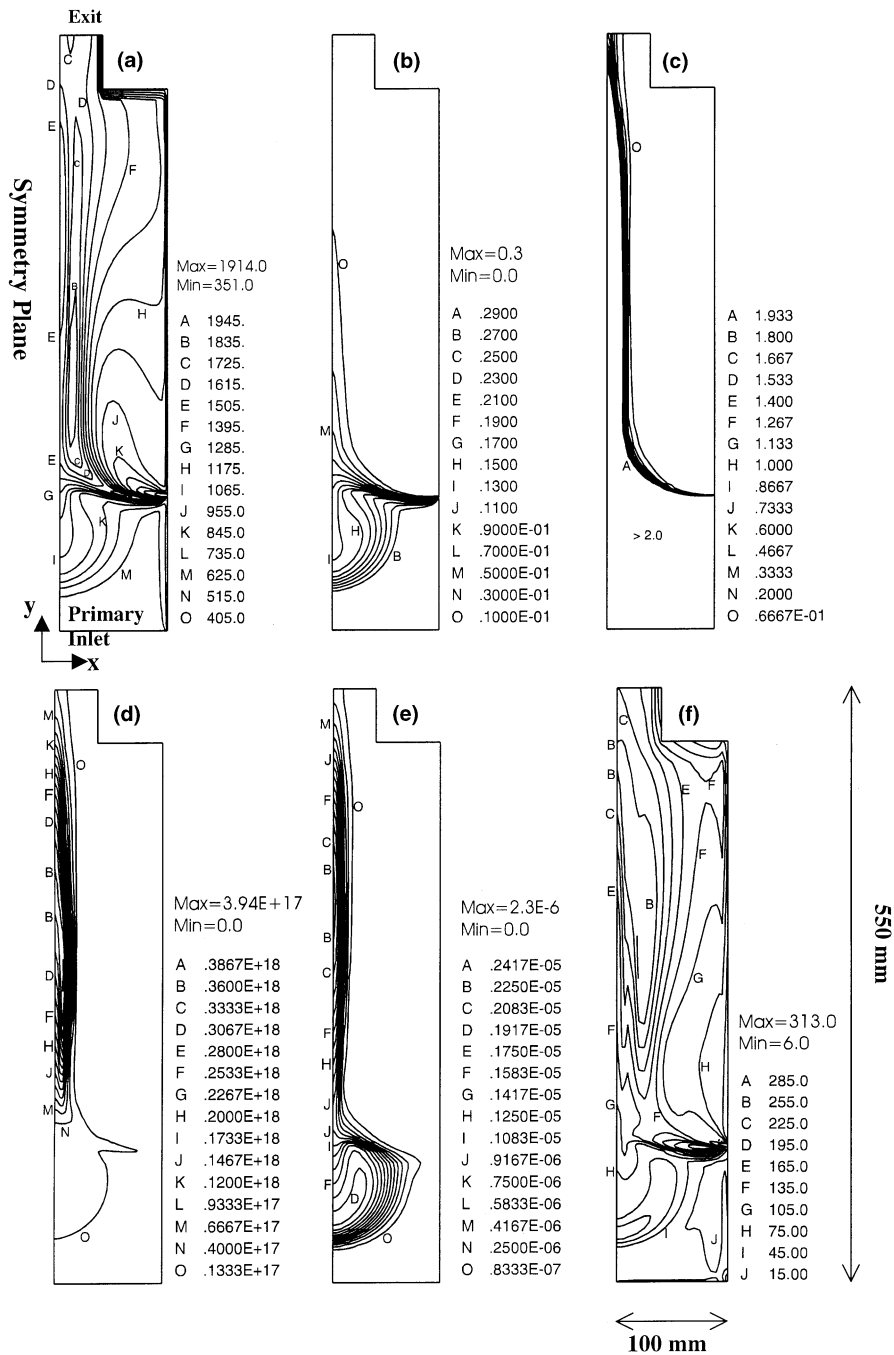 Exit
(a)
C
D
D
E
C
F
B
H
E
J
K
E
C
D
G
K
I
M
Symmetry Plane
Max=1914.0
Min=351.0
A 1945.
B 1835.
C 1725.
D 1615.
E 1505.
F 1395.
G 1285.
H 1175.
I 1065.
J 955.0
K 845.0
L 735.0
M 625.0
N 515.0
O 405.0
y
x
Primary
Inlet
(b)
O
M
H
I
B
Max=0.3
Min=0.0
A .2900
B .2700
C .2500
D .2300
E .2100
F .1900
G .1700
H .1500
I .1300
J .1100
K .9000E-01
L .7000E-01
M .5000E-01
N .3000E-01
O .1000E-01
(c)
O
A
> 2.0
A 1.933
B 1.800
C 1.667
D 1.533
E 1.400
F 1.267
G 1.133
H 1.000
I .8667
J .7333
K .6000
L .4667
M .3333
N .2000
O .6667E-01
(d)
M
K
O
H
F
D
B
B
D
F
H
J
M
N
O
Max=3.94E+17
Min=0.0
A .3867E+18
B .3600E+18
C .3333E+18
D .3067E+18
E .2800E+18
F .2533E+18
G .2267E+18
H .2000E+18
I .1733E+18
J .1467E+18
K .1200E+18
L .9333E+17
M .6667E+17
N .4000E+17
O .1333E+17
(e)
M
J
F
O
C
B
B
C
F
H
J
J
I
F
D
O
Max=2.3E-6
Min=0.0
A .2417E-05
B .2250E-05
C .2083E-05
D .1917E-05
E .1750E-05
F .1583E-05
G .1417E-05
H .1250E-05
I .1083E-05
J .9167E-06
K .7500E-06
L .5833E-06
M .4167E-06
N .2500E-06
O .8333E-07
(f)
C
B
B
E
F
C
F
E
B
G
F
H
G
F
H
I
J
Max=313.0
Min=6.0
A 285.0
B 255.0
C 225.0
D 195.0
E 165.0
F 135.0
G 105.0
H 75.00
I 45.00
J 15.00
550 mm
100 mm